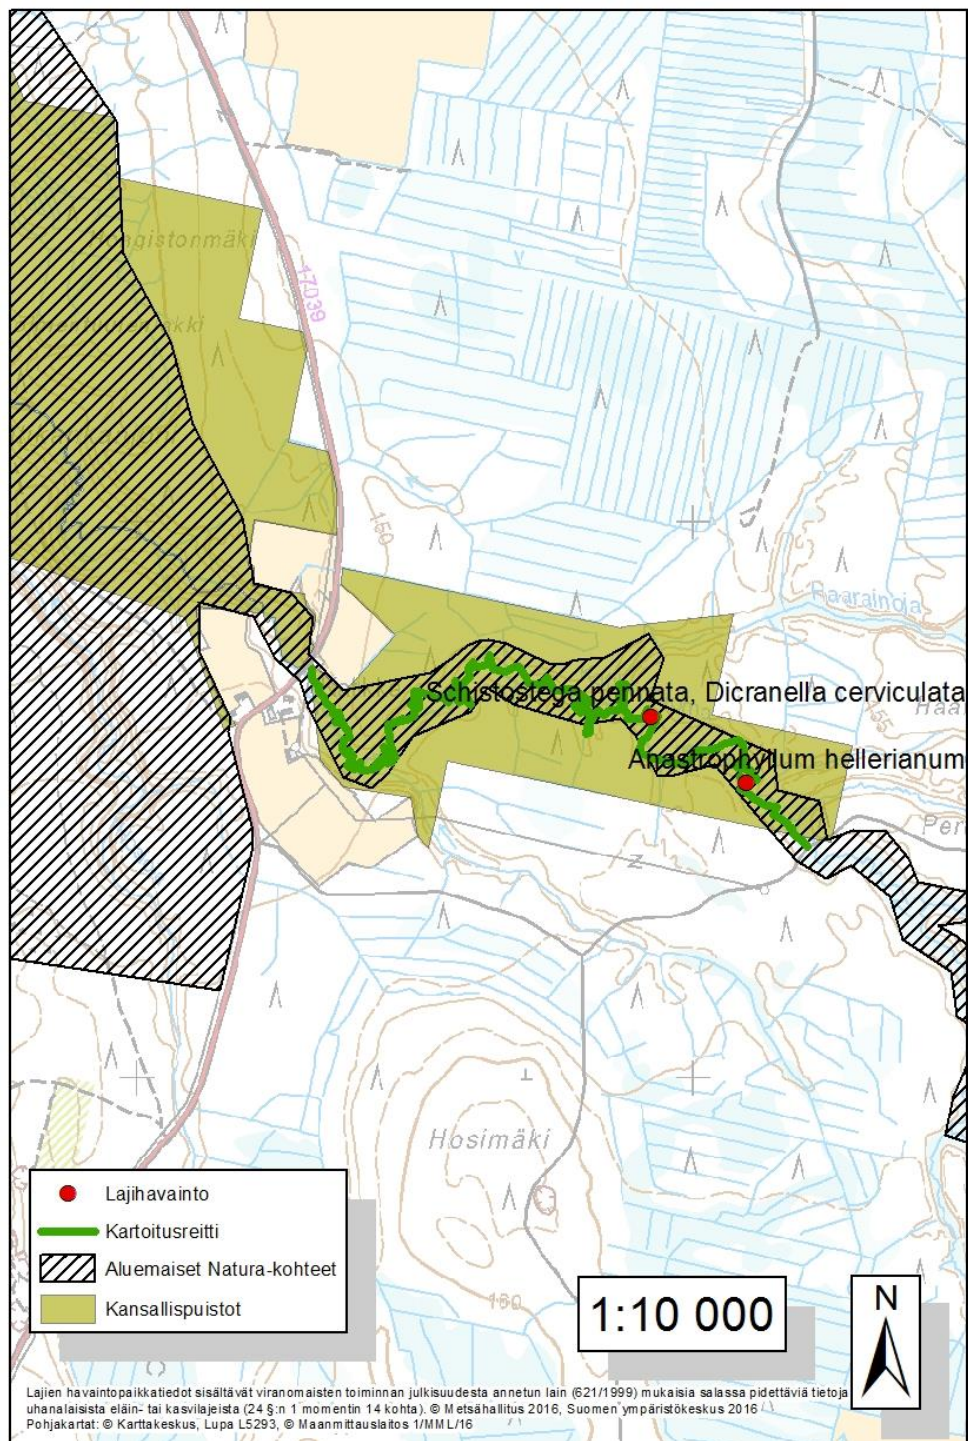 17039
150
Raarainoja
Schistostega pennata, Dicranella cerviculata
155
Anastrophyllum hellerianum
Hosimäki
160
Lajihavainto
Kartoitusreitti
Aluemaiset Natura-kohteet
Kansallispuistot
1:10 000
N
Lajien havaintopaikkatiedot sisältävät viranomaisten toiminnan julkisuudesta annetun lain (621/1999) mukaisia salassa pidettäviä tietoja
uhanalaisista eläin- tai kasvilajeista (24 §:n 1 momentin 14 kohta). © Metsähallitus 2016, Suomen ympäristökeskus 2016
Pohjakartat: © Karttakeskus, Lupa L5293, © Maanmittauslaitos 1/MML/16